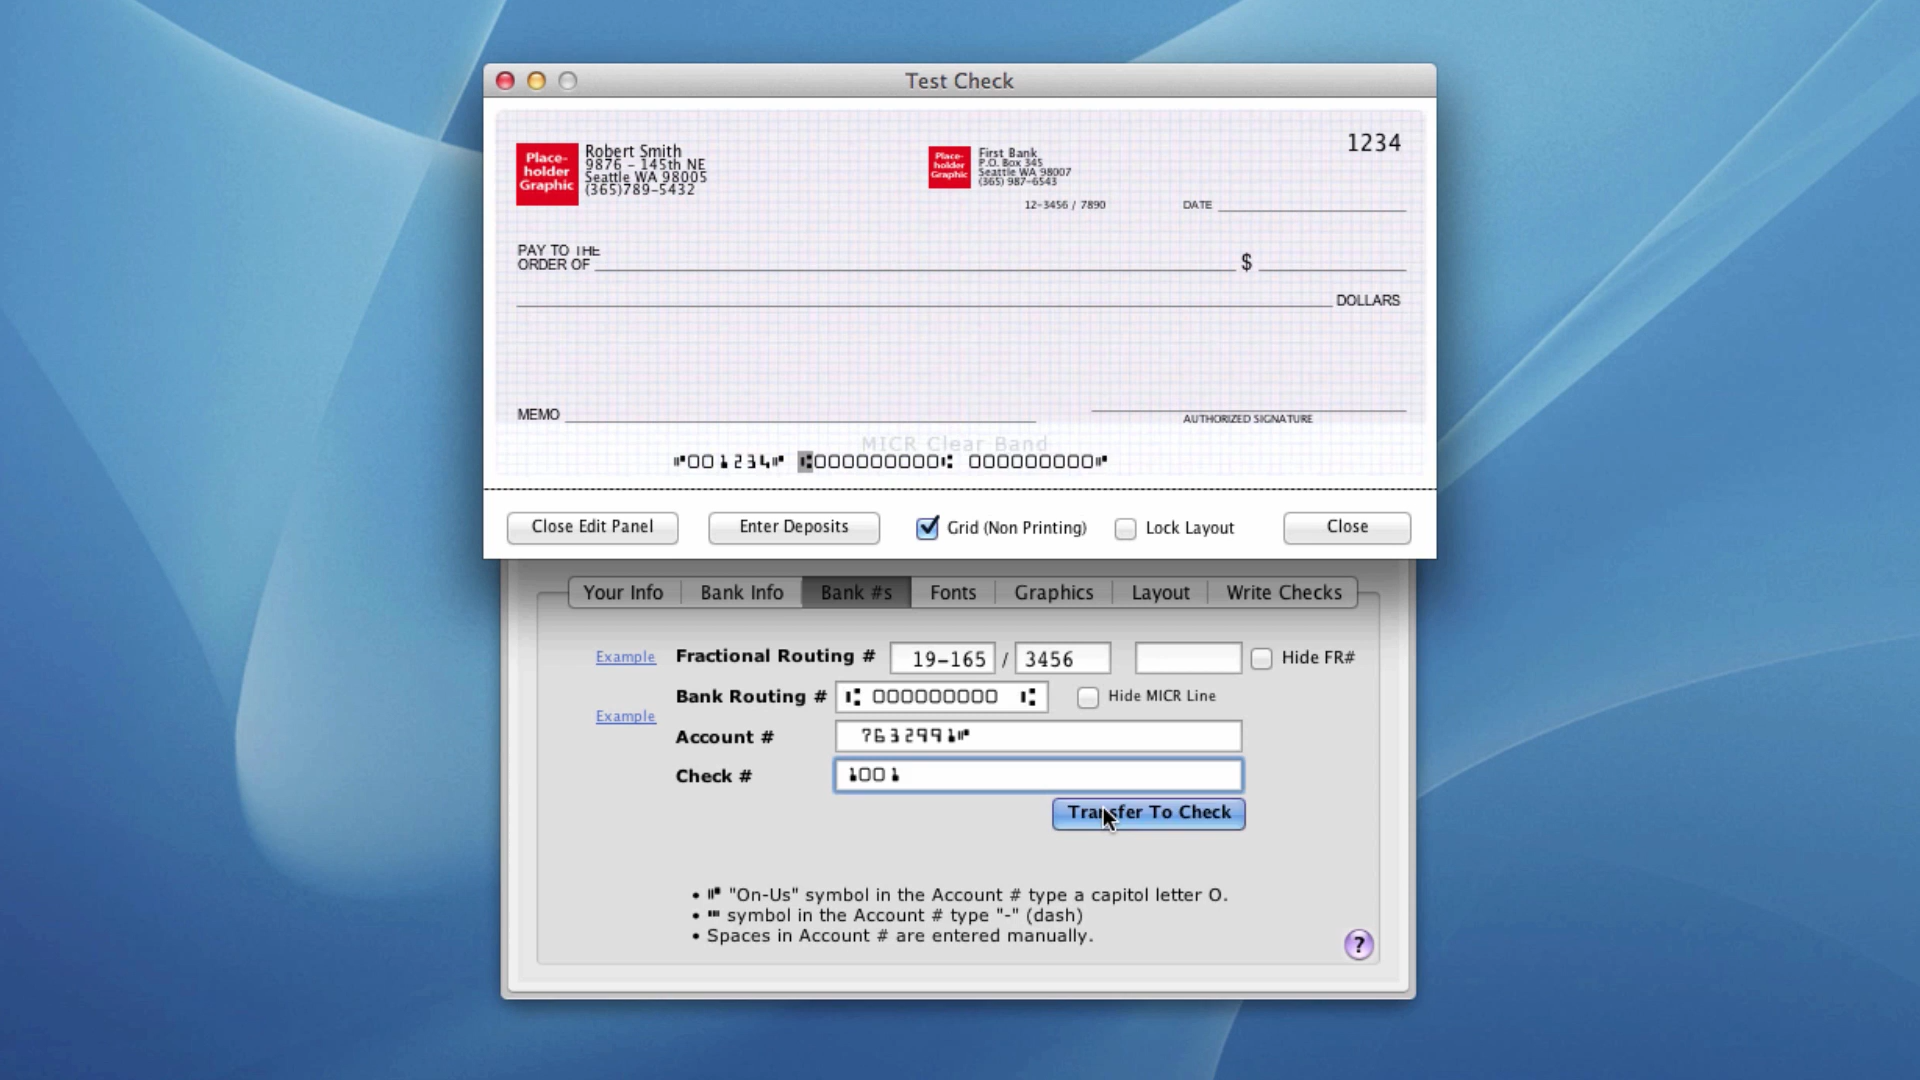 Test Check
1234
Place-
holder
Graphic
Robert Smith
9876 - 145th NE
Seattle WA 98005
(365)789-5432
Place-
holder
Graphic
First Bank
P.O. Box 345
Seattle WA 98007
(365) 987-6543
12-3456 / 7890
DATE
PAY TO THE
ORDER OF
$
DOLLARS
MEMO
AUTHORIZED SIGNATURE
MICR Clear Band
⑈001234⑈ ⑆000000000⑆ 000000000⑈
Close Edit Panel
Enter Deposits
Grid (Non Printing)
Lock Layout
Close
Your Info
Bank Info
Bank #s
Fonts
Graphics
Layout
Write Checks
Example
Fractional Routing # 19-165 / 3456
Hide FR#
Bank Routing # ⑆ 000000000 ⑆
Hide MICR Line
Example
Account # 7632991⑈
Check # 1001
Transfer To Check
• ⑈ "On-Us" symbol in the Account # type a capitol letter O.
• ⑉ symbol in the Account # type "-" (dash)
• Spaces in Account # are entered manually.
?